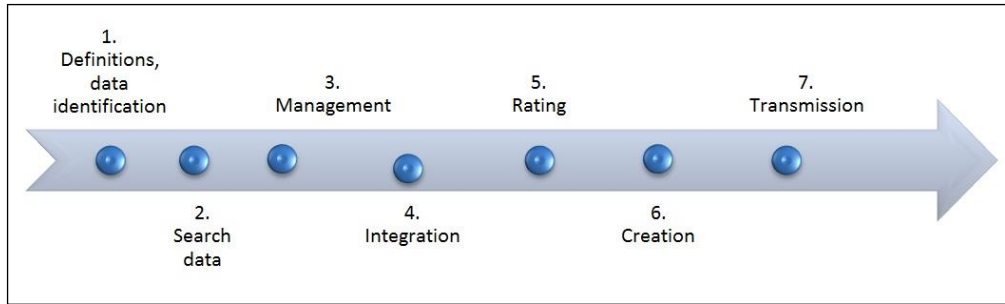 1.
Definitions,
data
identification
2.
Search
data
3.
Management
4.
Integration
5.
Rating
6.
Creation
7.
Transmission